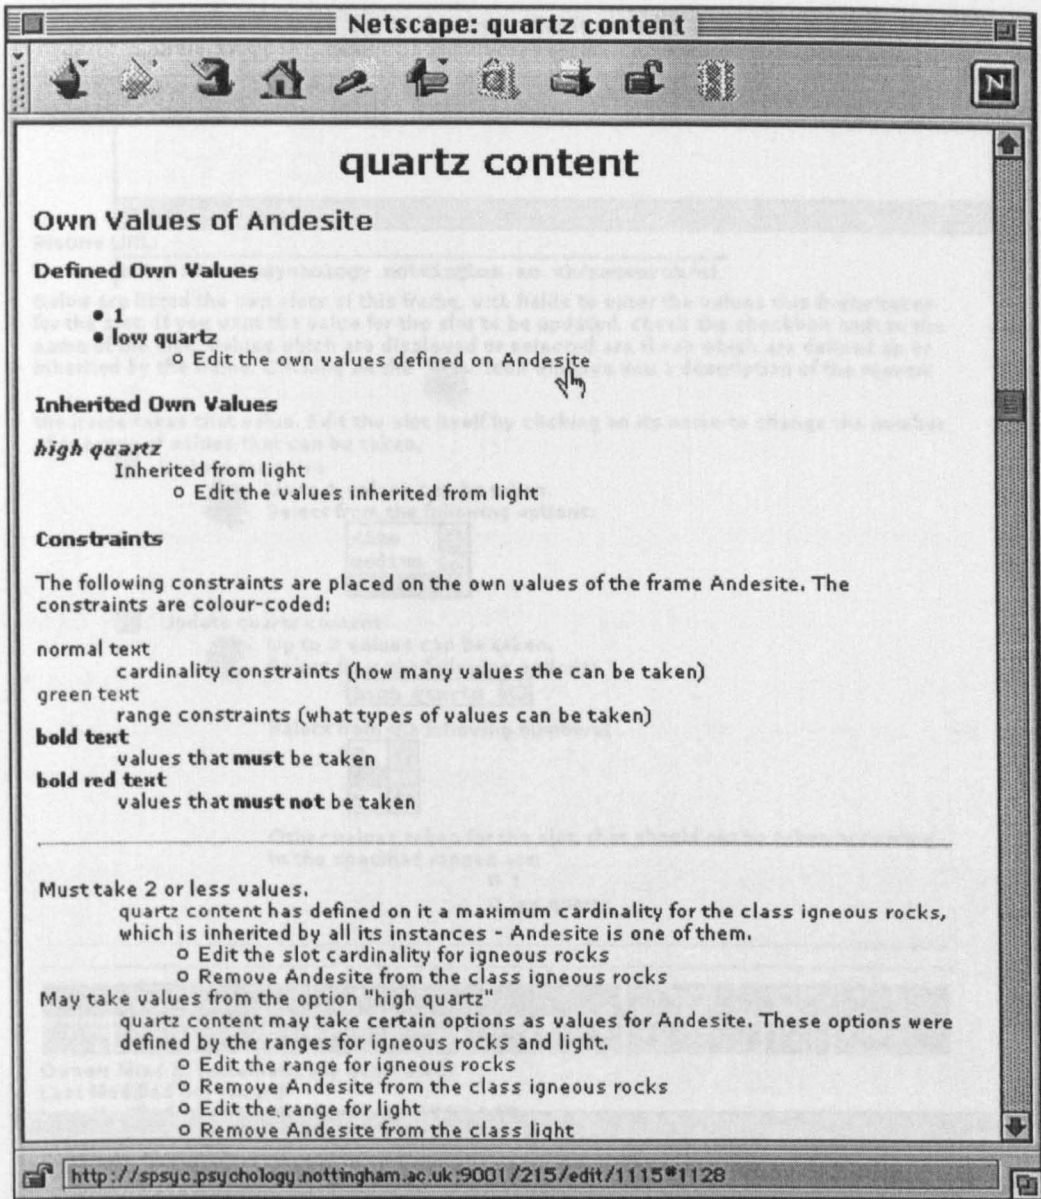 Netscape: quartz content
N
quartz content
Own Values of Andesite
Defined Own Values
1
low quartz
Edit the own values defined on Andesite
Inherited Own Values
high quartz
Inherited from light
Edit the values inherited from light
Constraints
The following constraints are placed on the own values of the frame Andesite. The
constraints are colour-coded:
normal text
cardinality constraints (how many values the can be taken)
green text
range constraints (what types of values can be taken)
bold text
values that must be taken
bold red text
values that must not be taken
Must take 2 or less values.
quartz content has defined on it a maximum cardinality for the class igneous rocks,
which is inherited by all its instances - Andesite is one of them.
Edit the slot cardinality for igneous rocks
Remove Andesite from the class igneous rocks
May take values from the option "high quartz"
quartz content may take certain options as values for Andesite. These options were
defined by the ranges for igneous rocks and light.
Edit the range for igneous rocks
Remove Andesite from the class igneous rocks
Edit the range for light
Remove Andesite from the class light
http://spsyc.psychology.nottingham.ac.uk:9001/215/edit/1115#1128